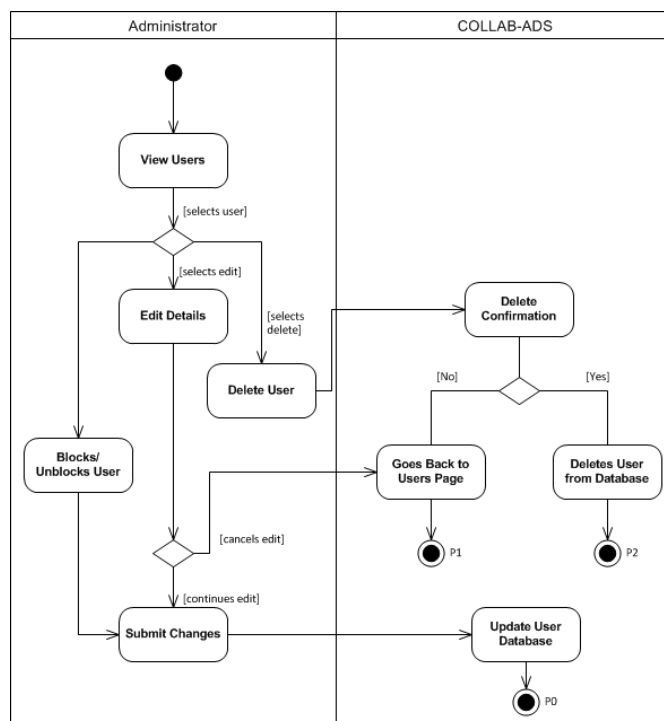 Administrator
COLLAB-ADS
View Users
[selects user]
[selects edit]
Edit Details
[selects
delete]
Delete
Confirmation
Delete User
[No]
[Yes]
Blocks/
Unblocks User
Goes Back to
Users Page
Deletes User
from Database
[cancels edit]
P1
P2
[continues edit]
Submit Changes
Update User
Database
P0